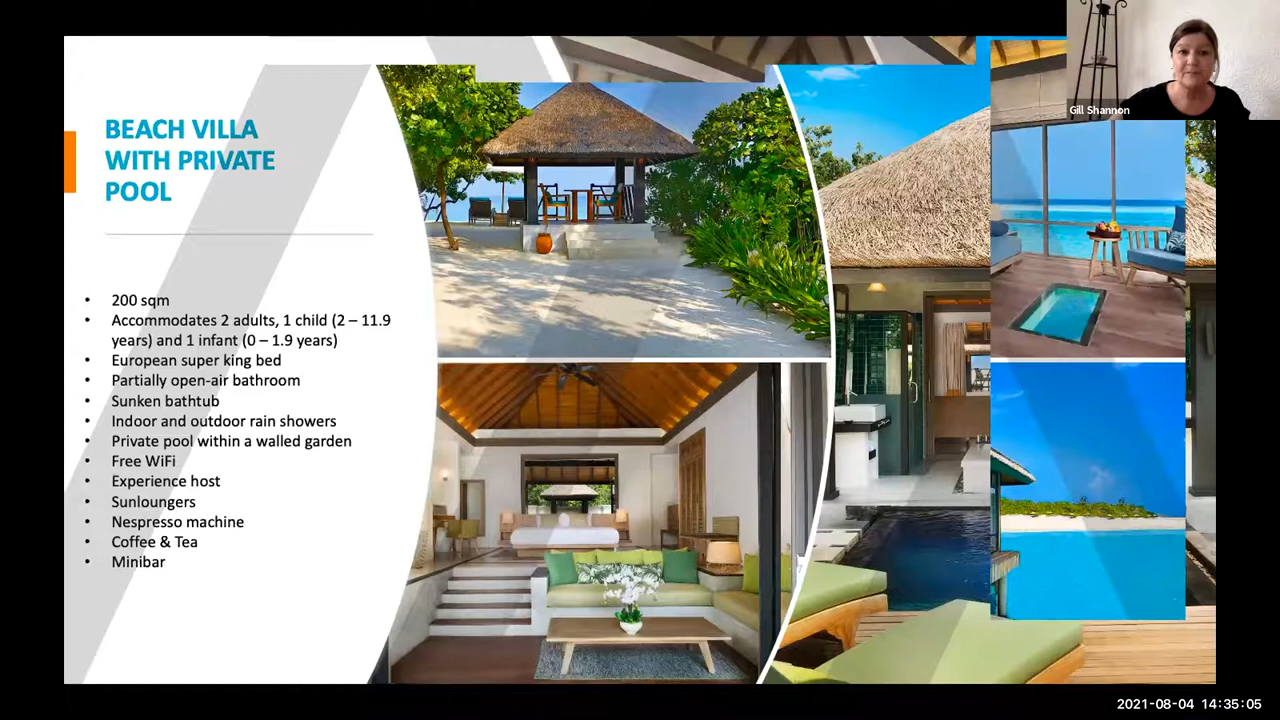 BEACH VILLA
WITH PRIVATE
POOL
• 200 sqm
• Accommodates 2 adults, 1 child (2 – 11.9
years) and 1 infant (0 – 1.9 years)
• European super king bed
• Partially open-air bathroom
• Sunken bathtub
• Indoor and outdoor rain showers
• Private pool within a walled garden
• Free WiFi
• Experience host
• Sunloungers
• Nespresso machine
• Coffee & Tea
• Minibar
Gill Shannon
2021-08-04 14:35:05